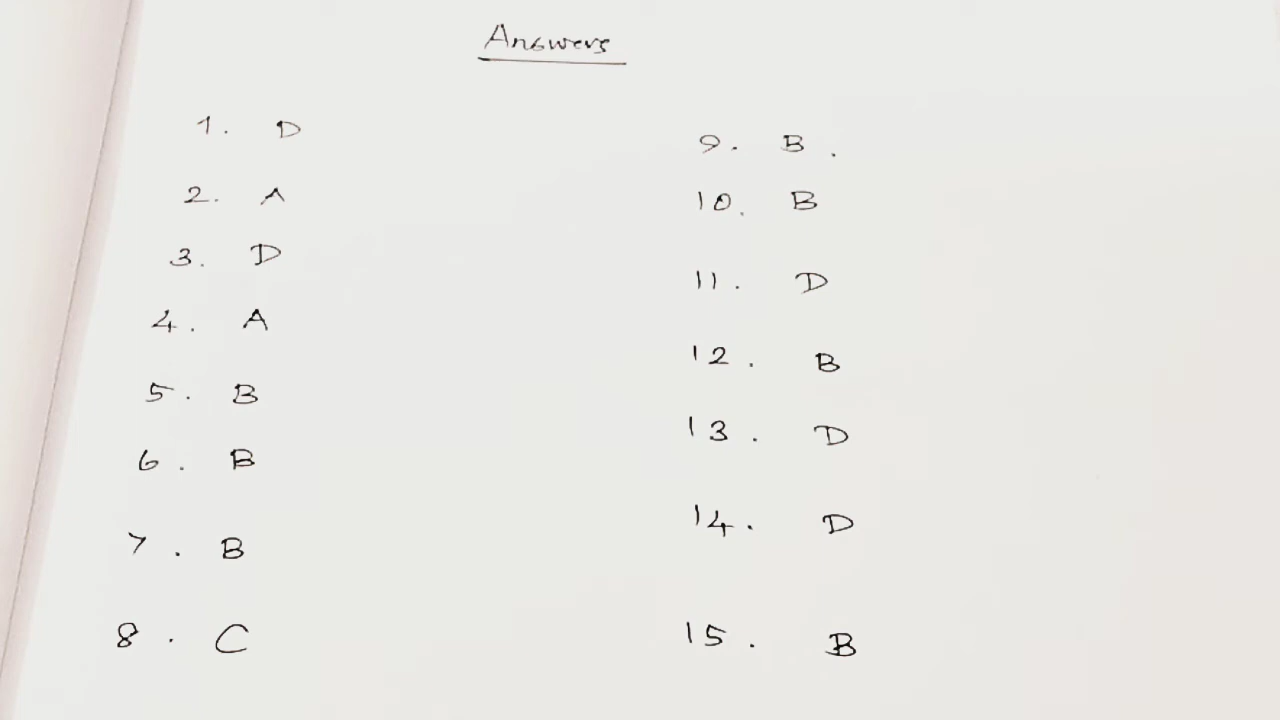 Answers
1. D
2. A
3. D
4. A
5. B
6. B
7. B
8. C
9. B.
10. B
11. D
12. B
13. D
14. D
15. B